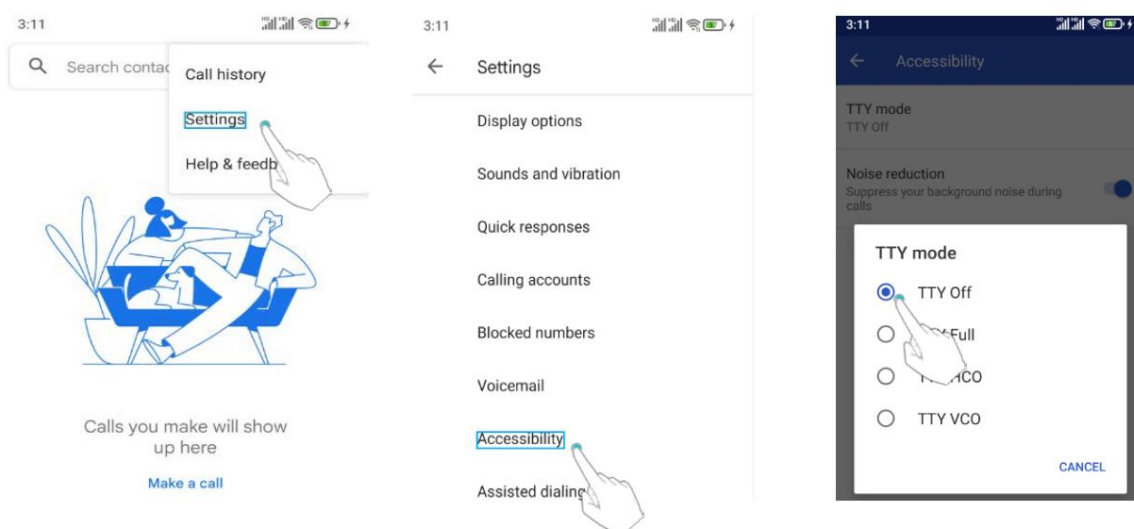 3:11
Search contac
Call history
Settings
Help & feedb
Calls you make will show
up here
Make a call
3:11
Settings
Display options
Sounds and vibration
Quick responses
Calling accounts
Blocked numbers
Voicemail
Accessibility
Assisted dialing
3:11
Accessibility
TTY mode
TTY Off
Noise reduction
Suppress your background noise during
calls
TTY mode
TTY Off
Full
HCO
TTY VCO
CANCEL